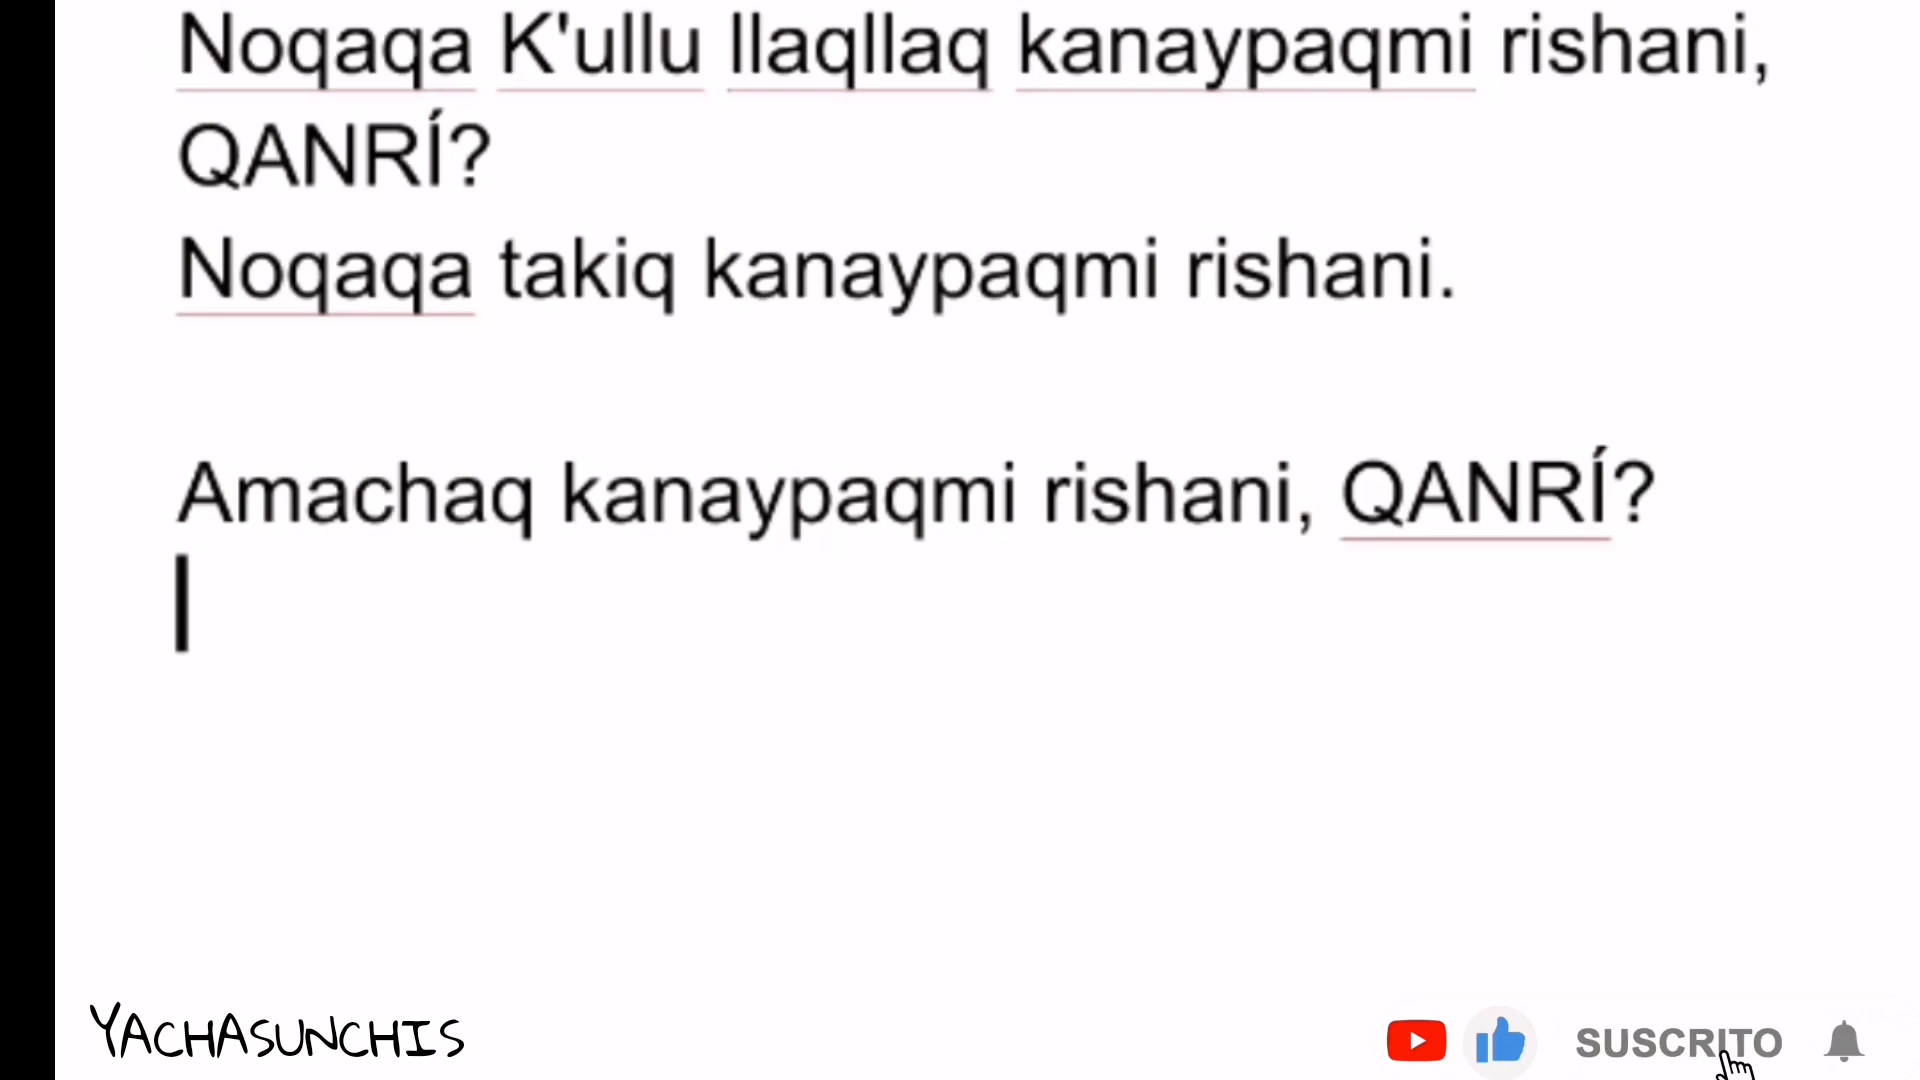 Noqaqa K'ullu llaqllaq kanaypaqmi rishani,
QANRÍ?
Noqaqa takiq kanaypaqmi rishani.
Amachaq kanaypaqmi rishani, QANRÍ?
YACHASUNCHIS
SUSCRITO